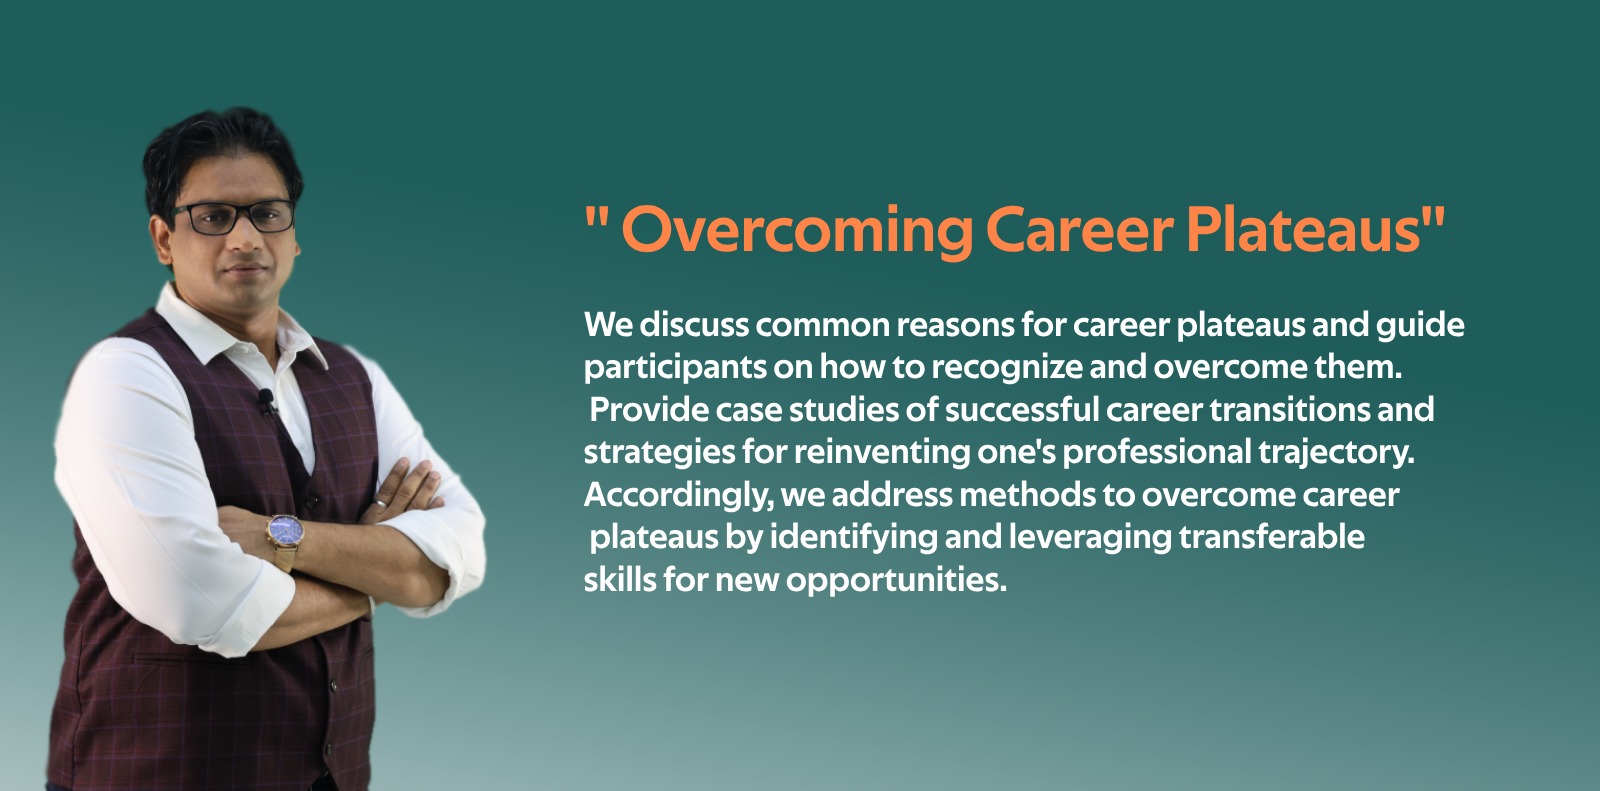 " Overcoming Career Plateaus"
We discuss common reasons for career plateaus and guide
participants on how to recognize and overcome them.
Provide case studies of successful career transitions and
strategies for reinventing one's professional trajectory.
Accordingly, we address methods to overcome career
plateaus by identifying and leveraging transferable
skills for new opportunities.